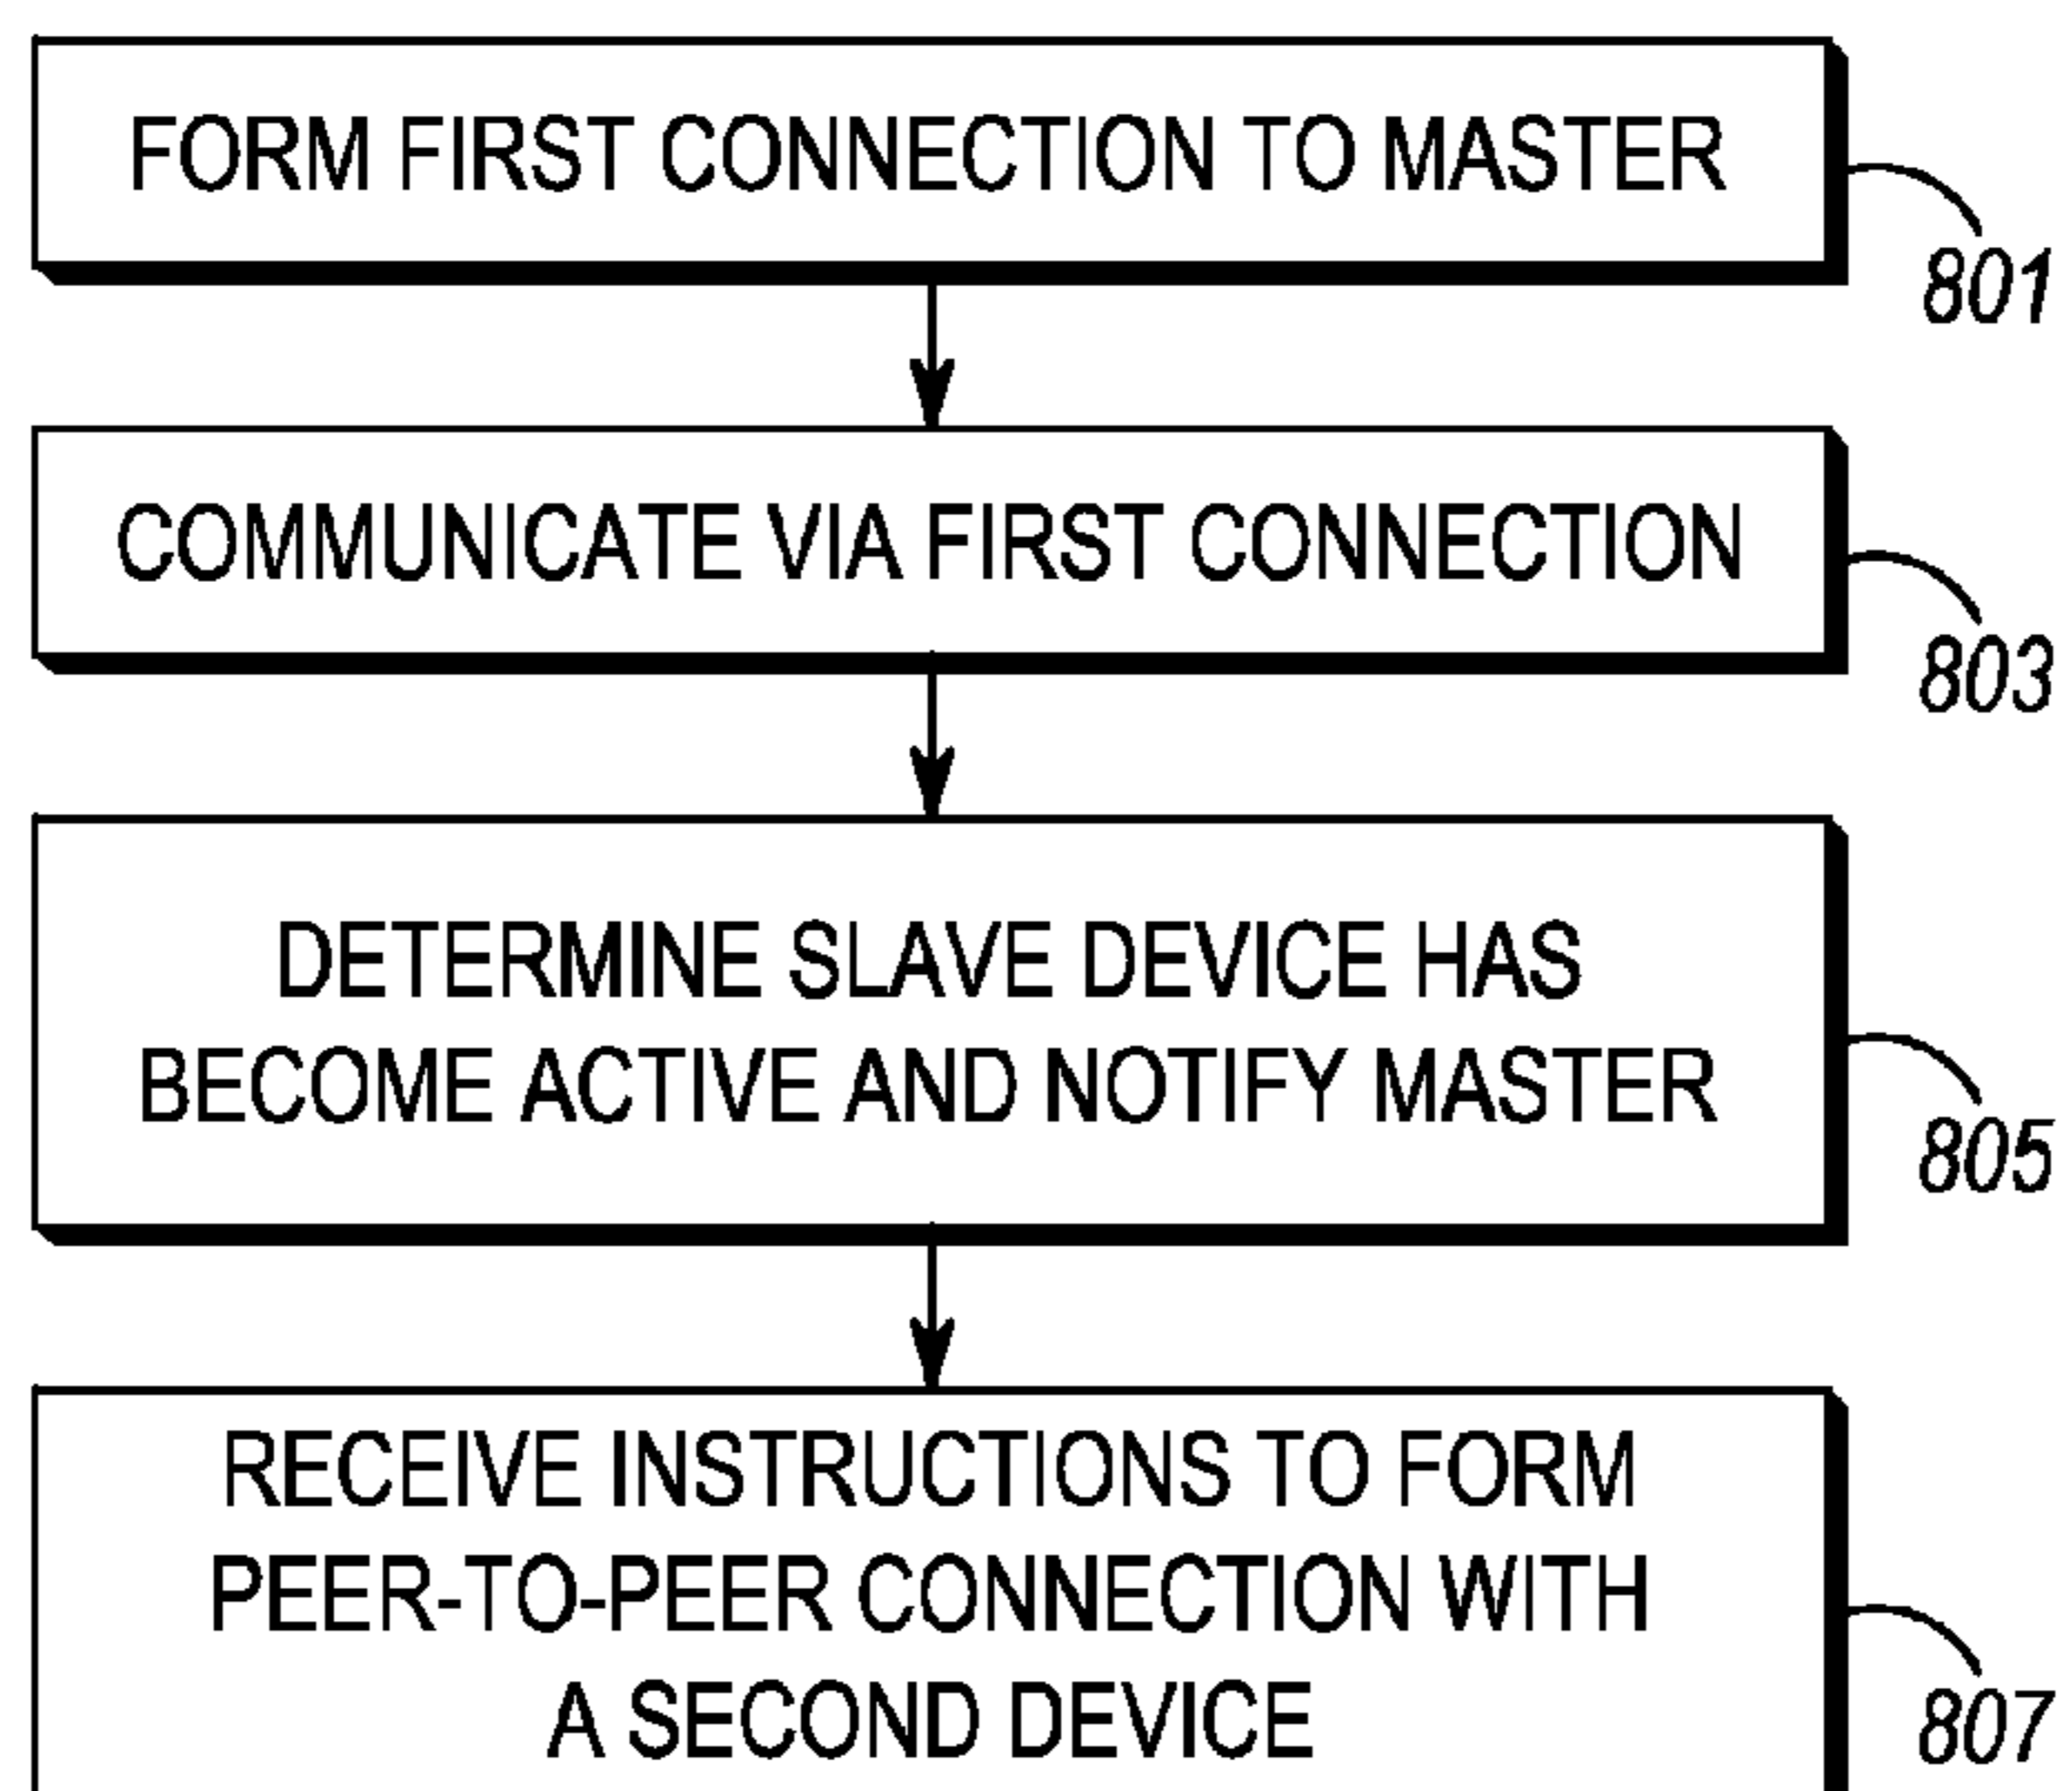 FORM FIRST CONNECTION TO MASTER
801
COMMUNICATE VIA FIRST CONNECTION
803
DETERMINE SLAVE DEVICE HAS
BECOME ACTIVE AND NOTIFY MASTER
805
RECEIVE INSTRUCTIONS TO FORM
PEER-TO-PEER CONNECTION WITH
A SECOND DEVICE
807